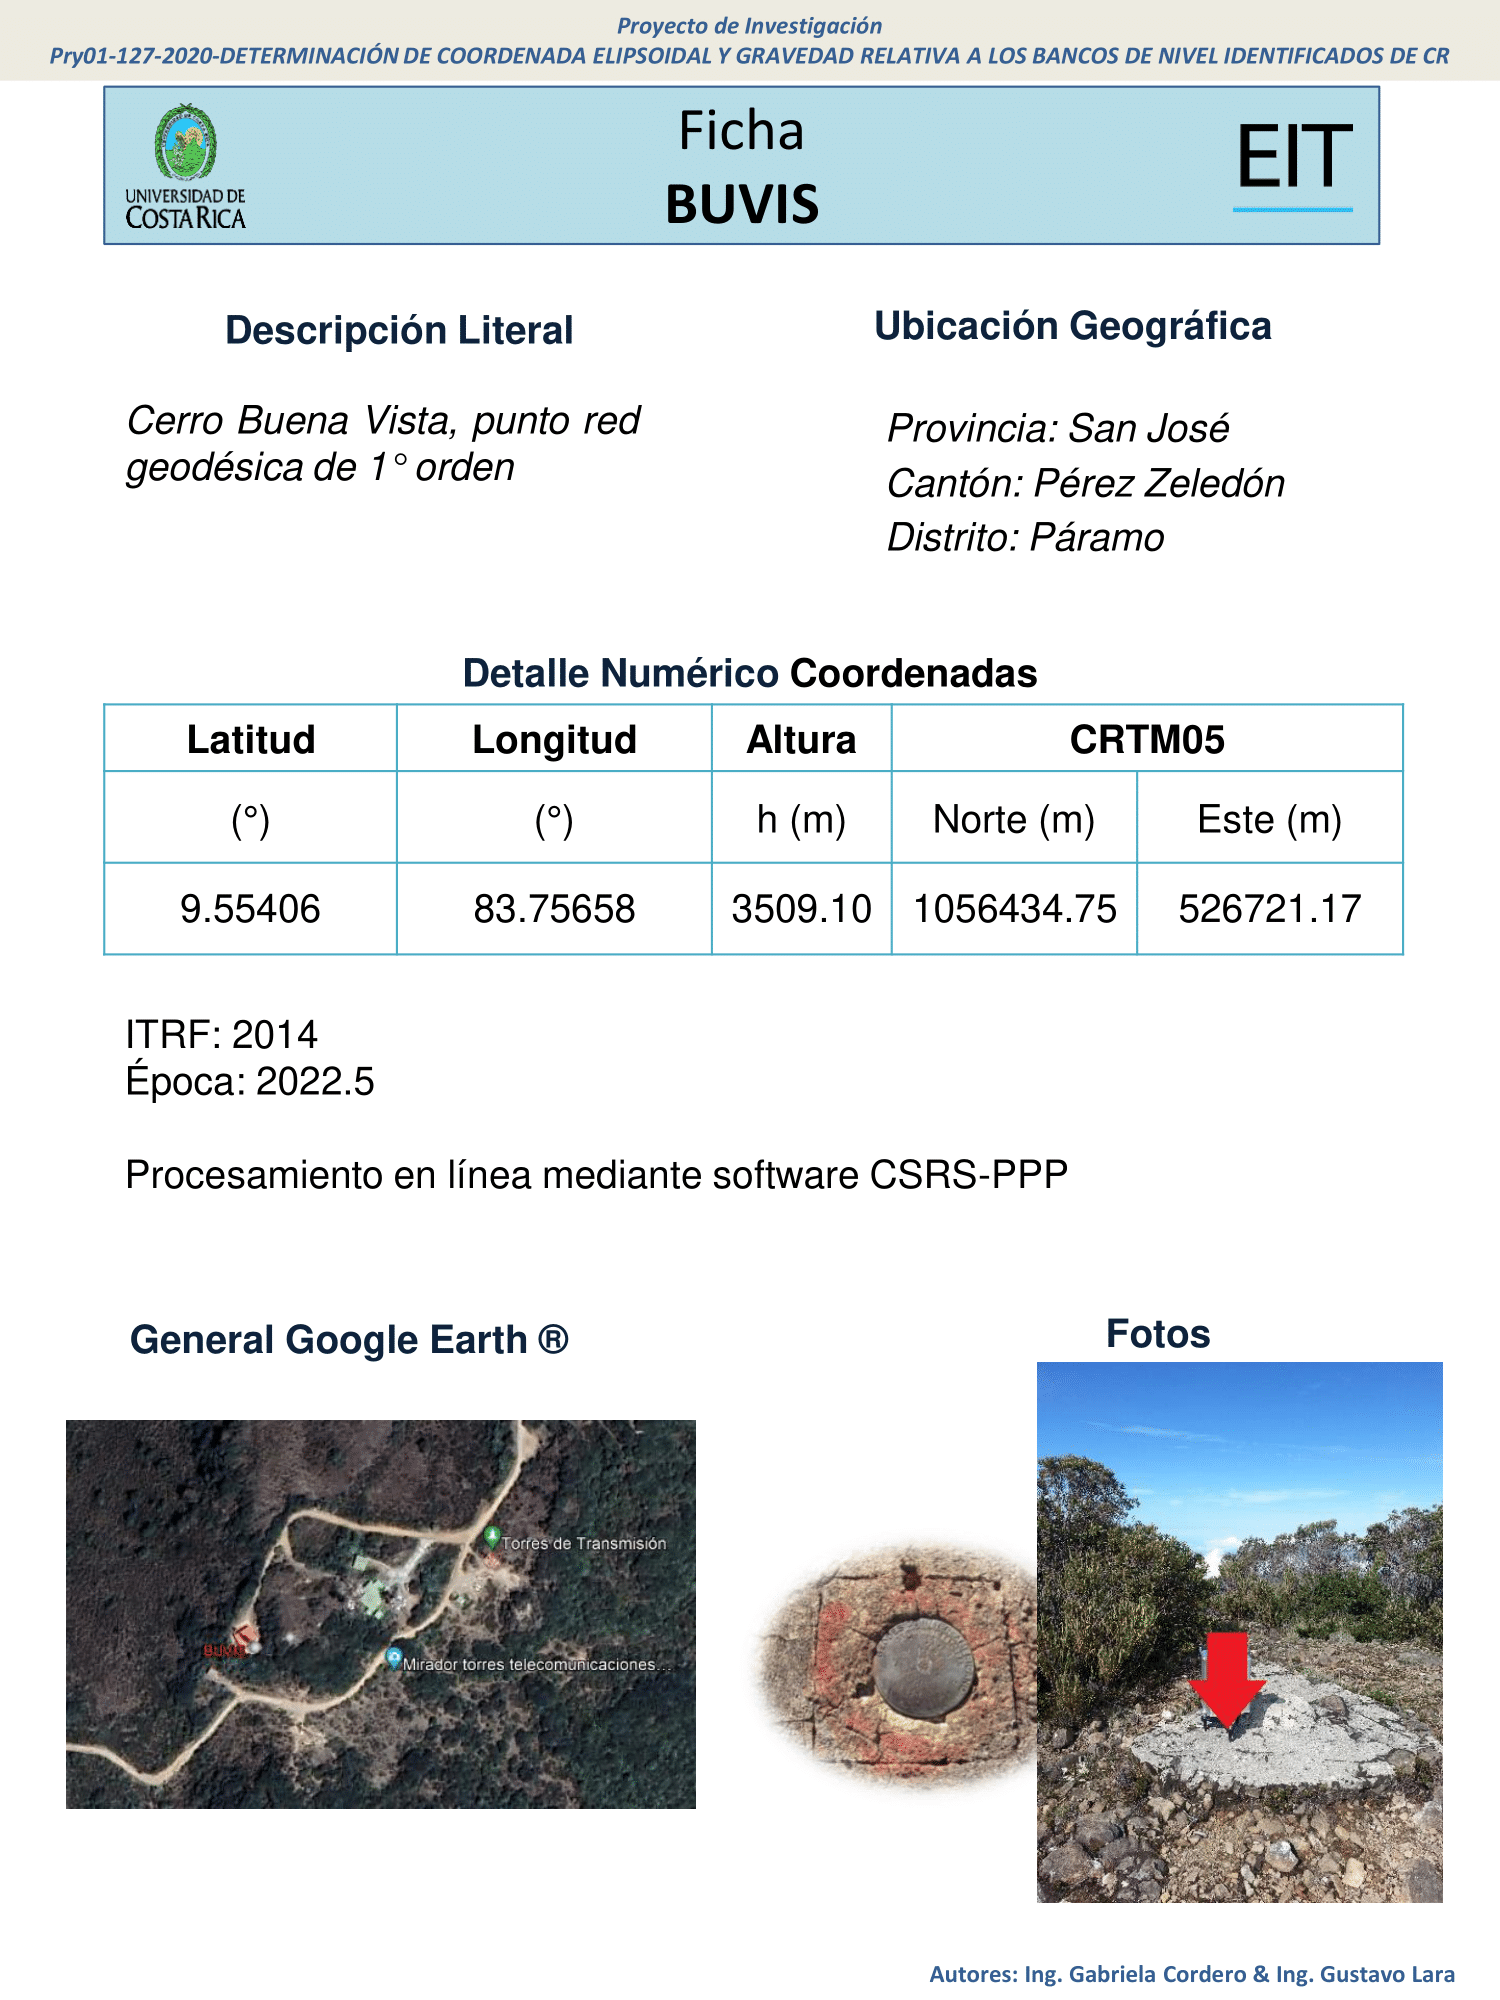 Proyecto de Investigación
Pry01-127-2020-DETERMINACIÓN DE COORDENADA ELIPSOIDAL Y GRAVEDAD RELATIVA A LOS BANCOS DE NIVEL IDENTIFICADOS DE CR
UNIVERSIDAD DE
COSTA RICA
Ficha
BUVIS
EIT
Descripción Literal
Cerro Buena Vista, punto red
geodésica de 1° orden
Ubicación Geográfica
Provincia: San José
Cantón: Pérez Zeledón
Distrito: Páramo
Detalle Numérico Coordenadas
Latitud Longitud Altura CRTM05
(°) (°) h (m) Norte (m) Este (m)
9.55406 83.75658 3509.10 1056434.75 526721.17
ITRF: 2014
Época: 2022.5
Procesamiento en línea mediante software CSRS-PPP
General Google Earth ®
Torres de Transmisión
BUVIS
Mirador torres telecomunicaciones...
Fotos
Autores: Ing. Gabriela Cordero & Ing. Gustavo Lara